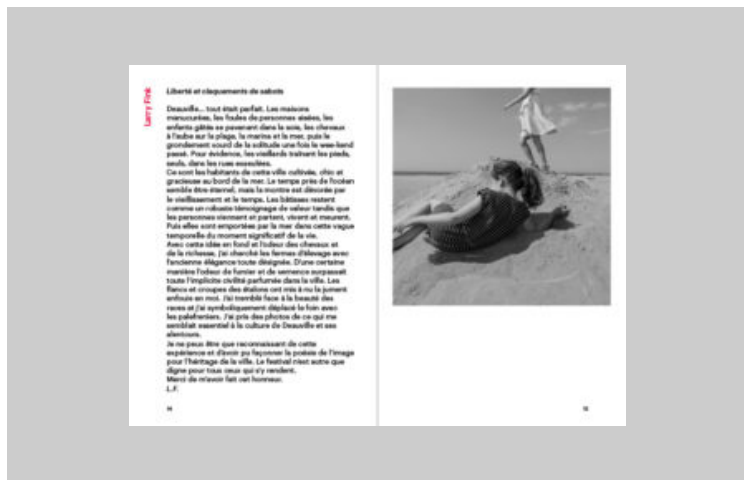 Larry Fink
Liberté et claquements de sabots
Deauville... tout était parfait. Les maisons
manucurées, les foules de personnes aisées, les
enfants gâtés se pavanant dans la soie, les chevaux
à l'aube sur la plage, la marina et la mer, puis le
grondement sourd de la solitude une fois le wee-kend
passé. Pour évidence, les vieillards traînant les pieds,
seuls, dans les rues esseulées.
Ce sont les habitants de cette ville cultivée, chic et
gracieuse au bord de la mer. Le temps près de l'océan
semble être éternel, mais la montre est dévorée par
le vieillissement et le temps. Les bâtisses restent
comme un robuste témoignage de valeur tandis que
les personnes viennent et partent, vivent et meurent.
Puis elles sont emportées par la mer dans cette vague
temporelle du moment significatif de la vie.
Avec cette idée en fond et l'odeur des chevaux et
de la richesse, j'ai cherché les fermes d'élevage avec
l'ancienne élégance toute désignée. D'une certaine
manière l'odeur de fumier et de semence surpassait
toute l'implicite civilité parfumée dans la ville. Les
flancs et croupes des étalons ont mis à nu la jument
enfouie en moi. J'ai tremblé face à la beauté des
races et j'ai symboliquement déplacé le foin avec
les palefreniers. J'ai pris des photos de ce qui me
semblait essentiel à la culture de Deauville et ses
alentours.
Je ne peux être que reconnaissant de cette
expérience et d'avoir pu façonner la poésie de l'image
pour l'héritage de la ville. Le festival n'est autre que
digne pour tous ceux qui s'y rendent.
Merci de m'avoir fait cet honneur.
L.F.